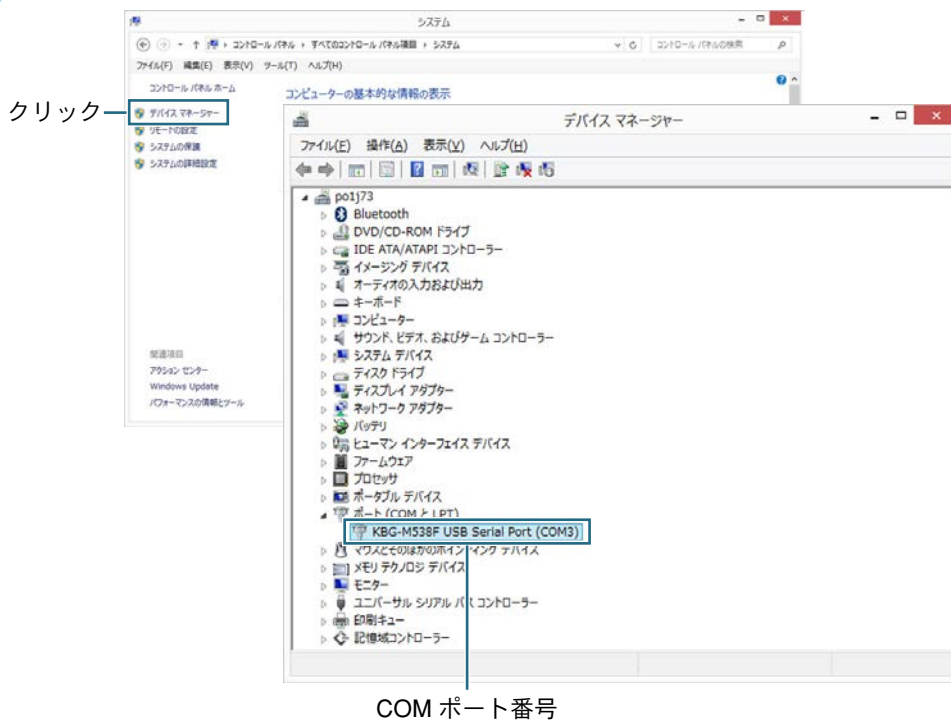 システム
コントロール パネル ▸ すべてのコントロール パネル項目 ▸ システム
コントロール パネルの検索
ファイル(F) 編集(E) 表示(V) ツール(T) ヘルプ(H)
コントロール パネル ホーム
コンピューターの基本的な情報の表示
クリック
デバイス マネージャー
リモートの設定
システムの保護
システムの詳細設定
関連項目
アクション センター
Windows Update
パフォーマンスの情報とツール
デバイス マネージャー
ファイル(F) 操作(A) 表示(V) ヘルプ(H)
po1j73
Bluetooth
DVD/CD-ROM ドライブ
IDE ATA/ATAPI コントローラー
イメージング デバイス
オーディオの入力および出力
キーボード
コンピューター
サウンド、ビデオ、およびゲーム コントローラー
システム デバイス
ディスク ドライブ
ディスプレイ アダプター
ネットワーク アダプター
バッテリ
ヒューマン インターフェイス デバイス
ファームウェア
プロセッサ
ポータブル デバイス
ポート (COM と LPT)
KBG-M538F USB Serial Port (COM3)
マウスとそのほかのポインティング デバイス
メモリ テクノロジ デバイス
モニター
ユニバーサル シリアル バス コントローラー
印刷キュー
記憶域コントローラー
COM ポート番号